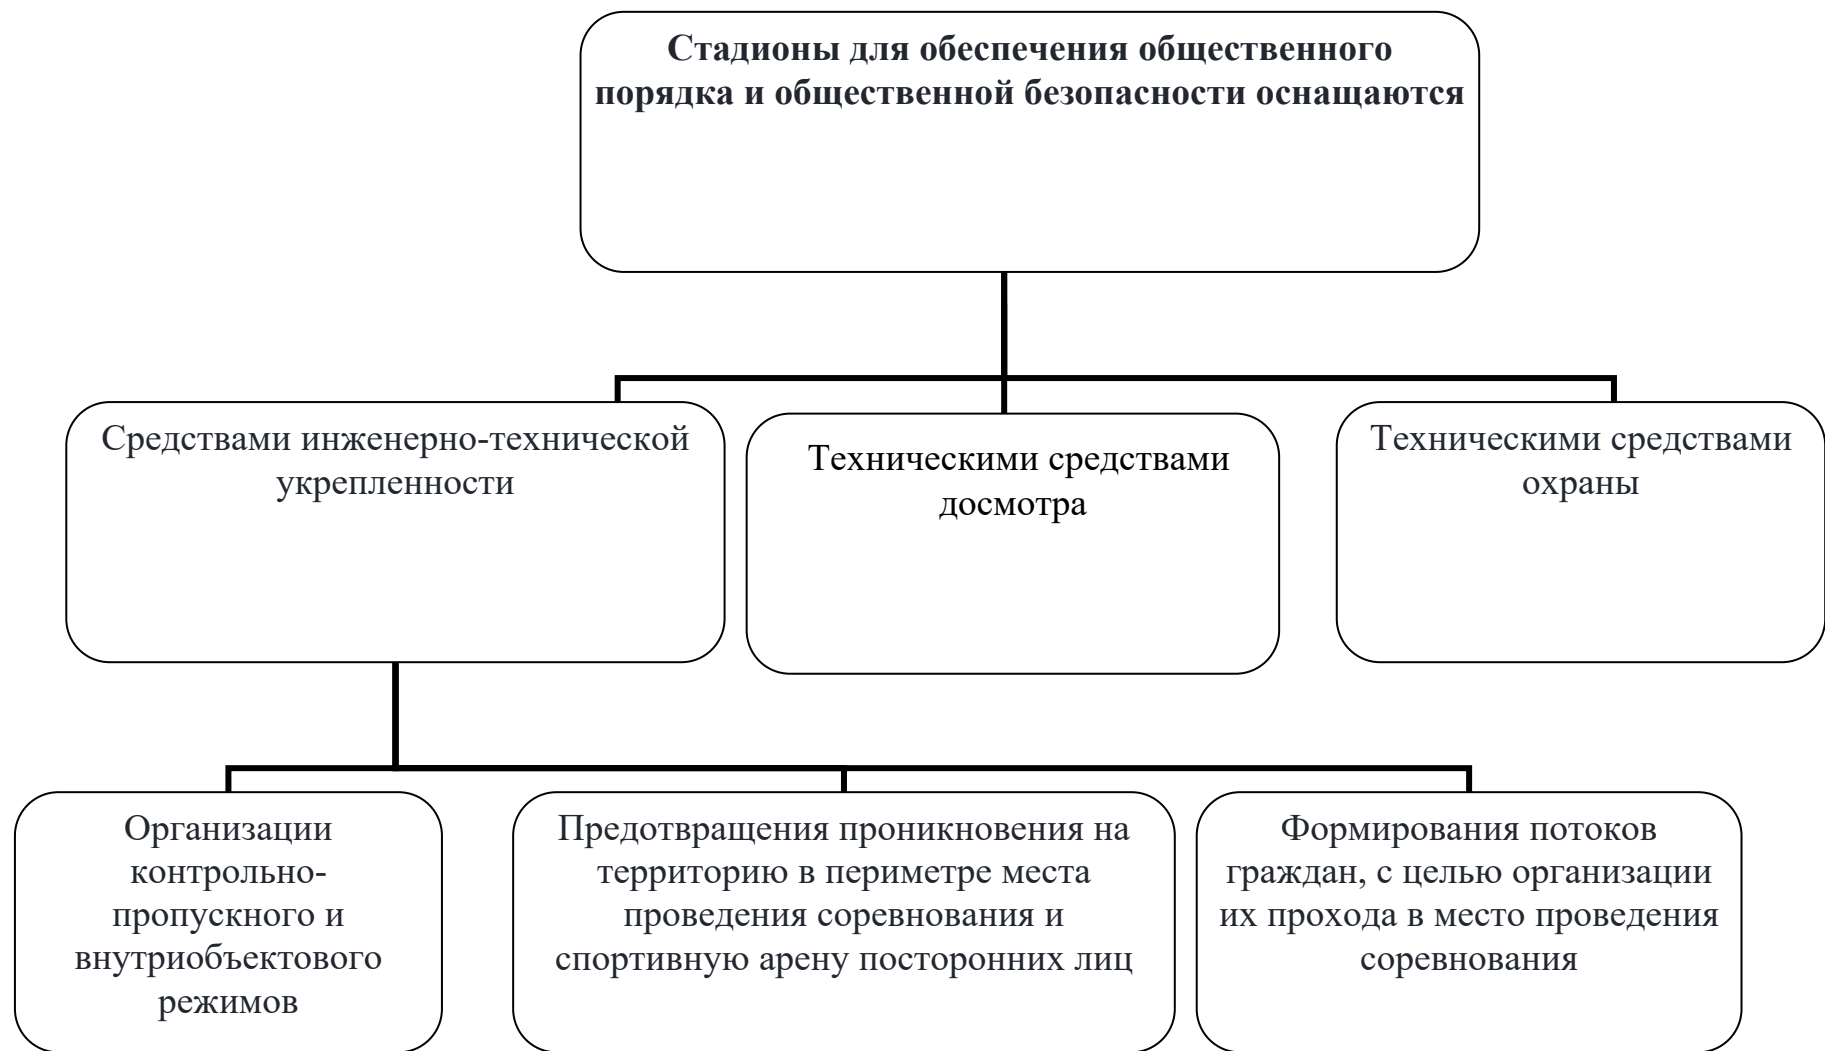 Стадионы для обеспечения общественного
порядка и общественной безопасности оснащаются
Средствами инженерно-технической
укрепленности
Техническими средствами
досмотра
Техническими средствами
охраны
Организации
контрольно-
пропускного и
внутриобъектового
режимов
Предотвращения проникновения на
территорию в периметре места
проведения соревнования и
спортивную арену посторонних лиц
Формирования потоков
граждан, с целью организации
их прохода в место проведения
соревнования